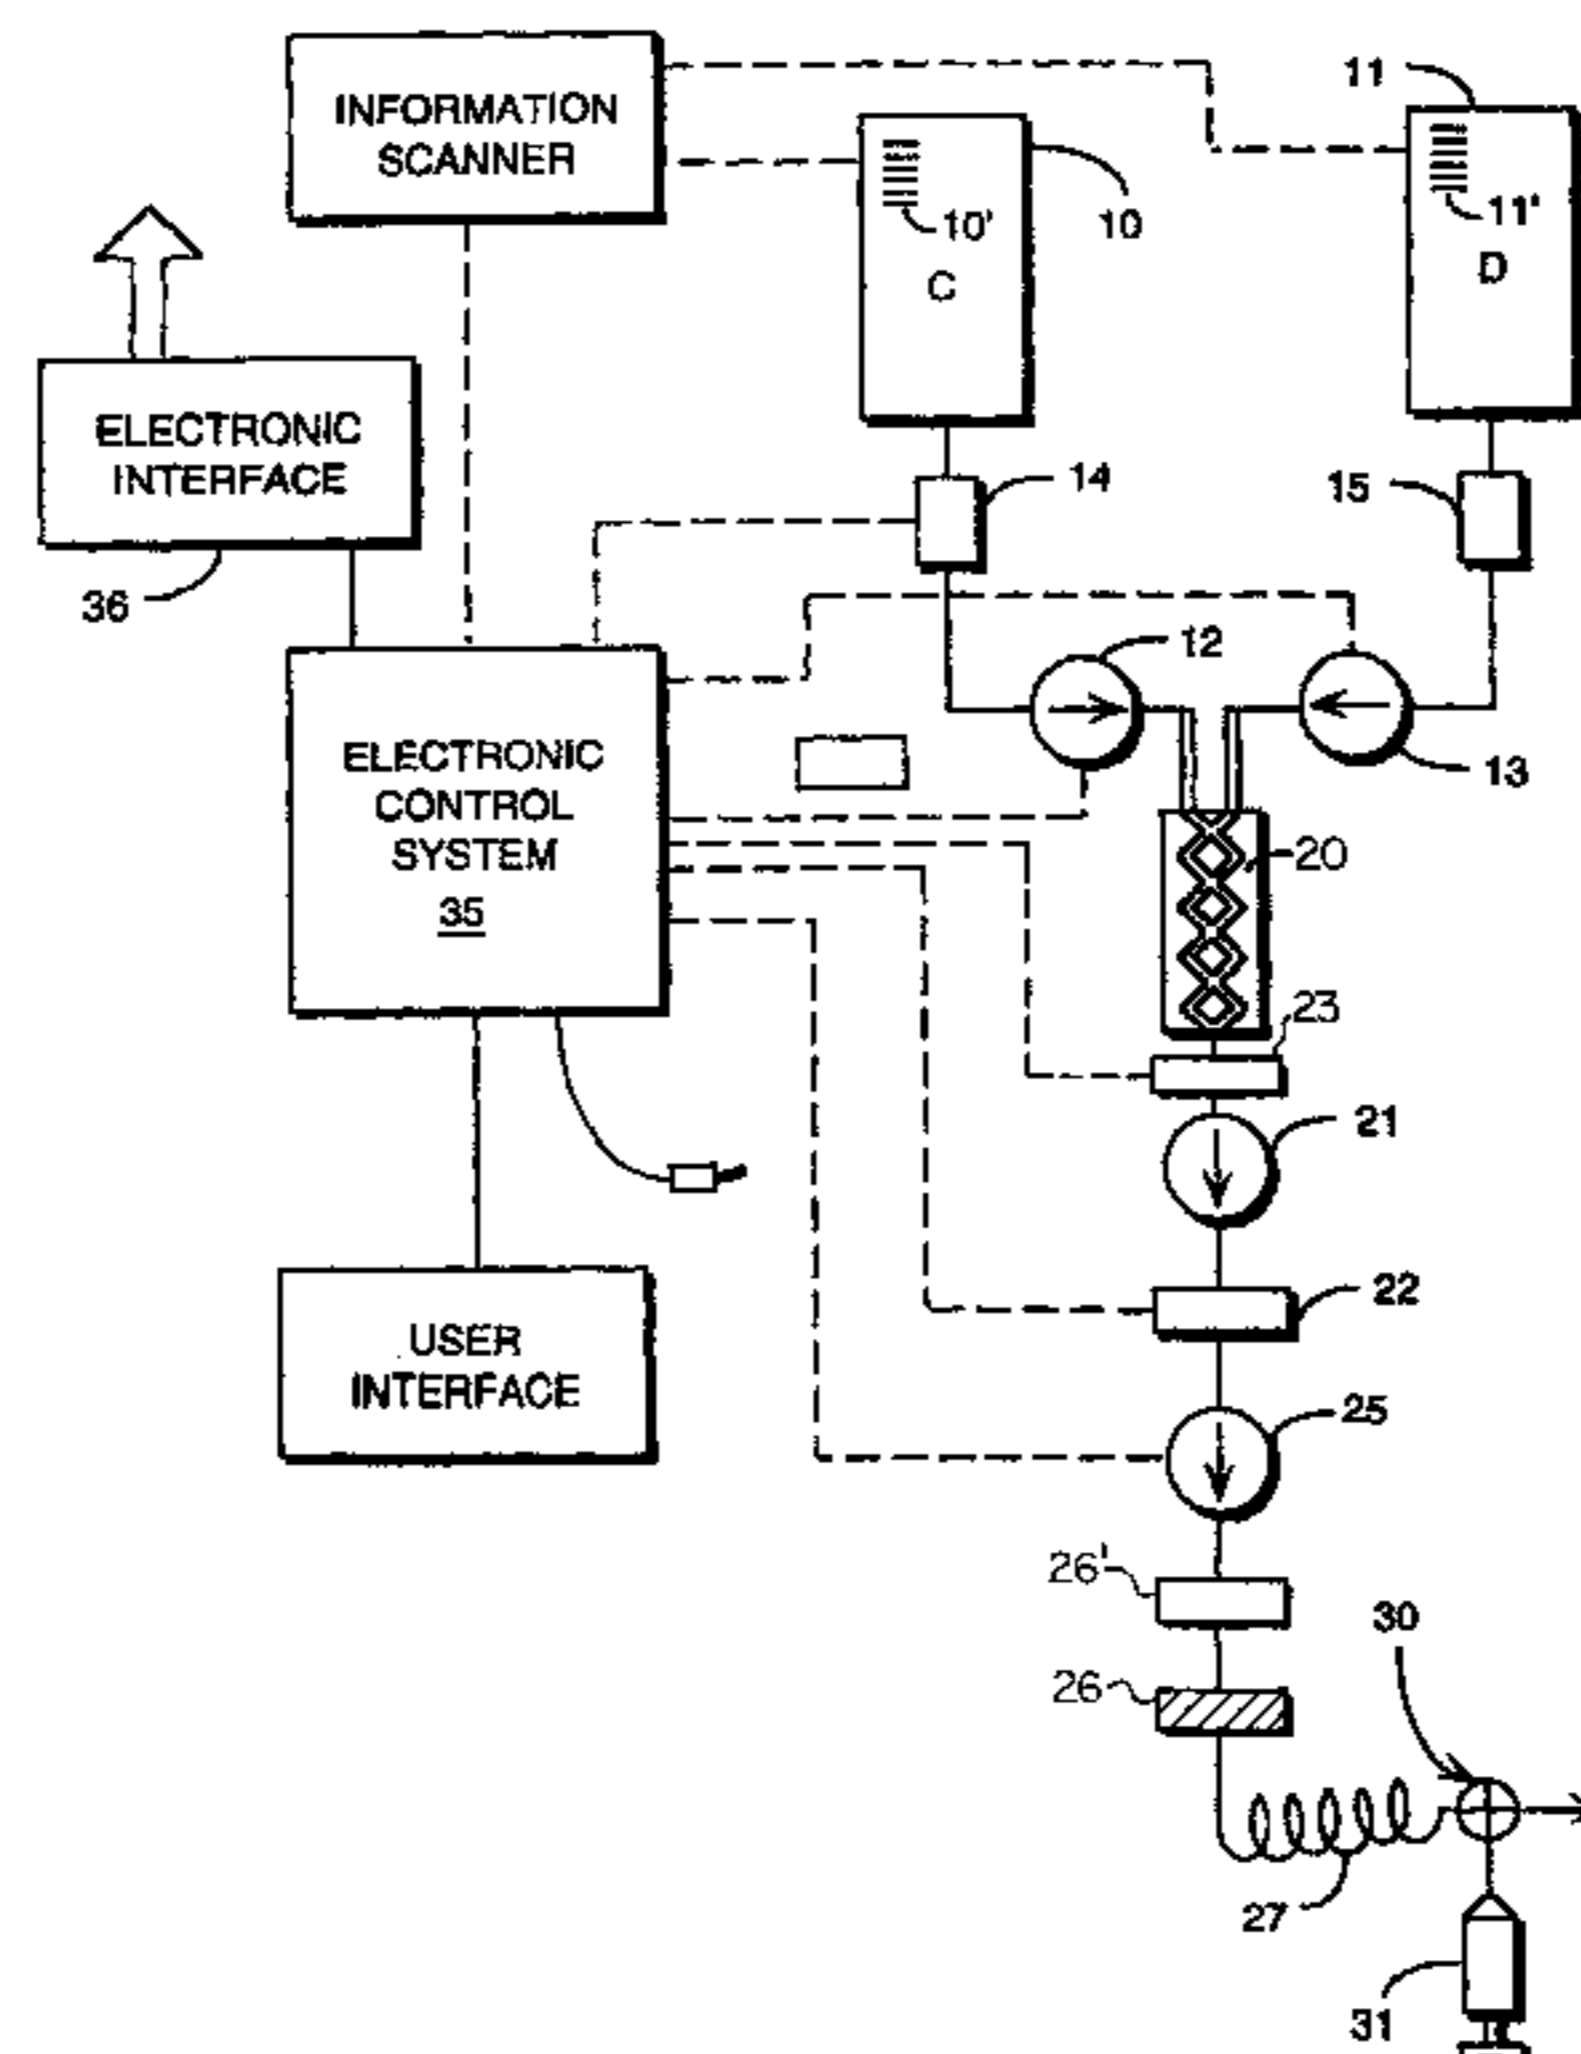 INFORMATION
SCANNER
11
10'
10
11'
C
D
ELECTRONIC
INTERFACE
14
15
36
12
ELECTRONIC
CONTROL
SYSTEM
35
13
20
23
21
22
USER
INTERFACE
25
26'
30
26
27
31